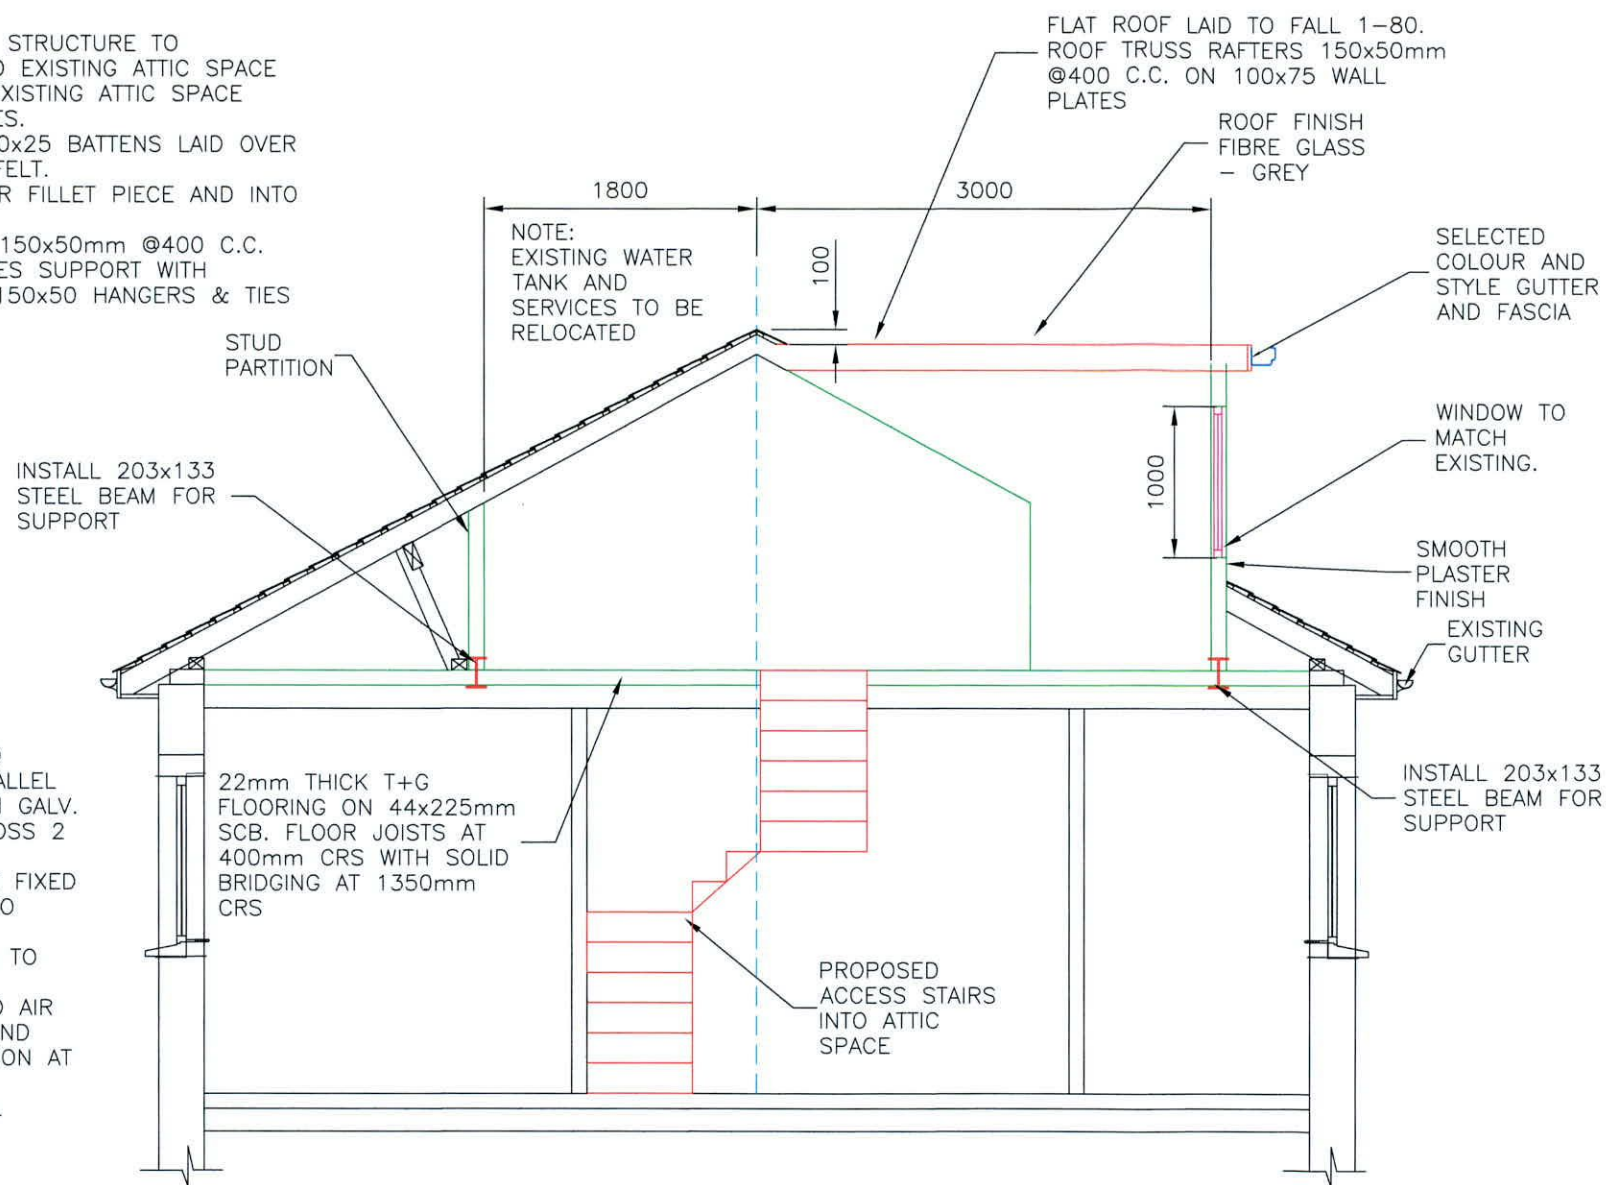 STRUCTURE TO
EXISTING ATTIC SPACE
EXISTING ATTIC SPACE
BATTENS LAID OVER
FELT.
FILLET PIECE AND INTO
150x50mm @400 C.C.
SUPPORT WITH
150x50 HANGERS & TIES
FLAT ROOF LAID TO FALL 1-80.
ROOF TRUSS RAFTERS 150x50mm
@400 C.C. ON 100x75 WALL
PLATES
ROOF FINISH
FIBRE GLASS
- GREY
1800
3000
NOTE:
EXISTING WATER
TANK AND
SERVICES TO BE
RELOCATED
100
SELECTED
COLOUR AND
STYLE GUTTER
AND FASCIA
STUD
PARTITION
1000
WINDOW TO
MATCH
EXISTING.
INSTALL 203x133
STEEL BEAM FOR
SUPPORT
SMOOTH
PLASTER
FINISH
EXISTING
GUTTER
GALV.
2
FIXED
TO
AIR
AT
22mm THICK T+G
FLOORING ON 44x225mm
SCB. FLOOR JOISTS AT
400mm CRS WITH SOLID
BRIDGING AT 1350mm
CRS
INSTALL 203x133
STEEL BEAM FOR
SUPPORT
PROPOSED
ACCESS STAIRS
INTO ATTIC
SPACE